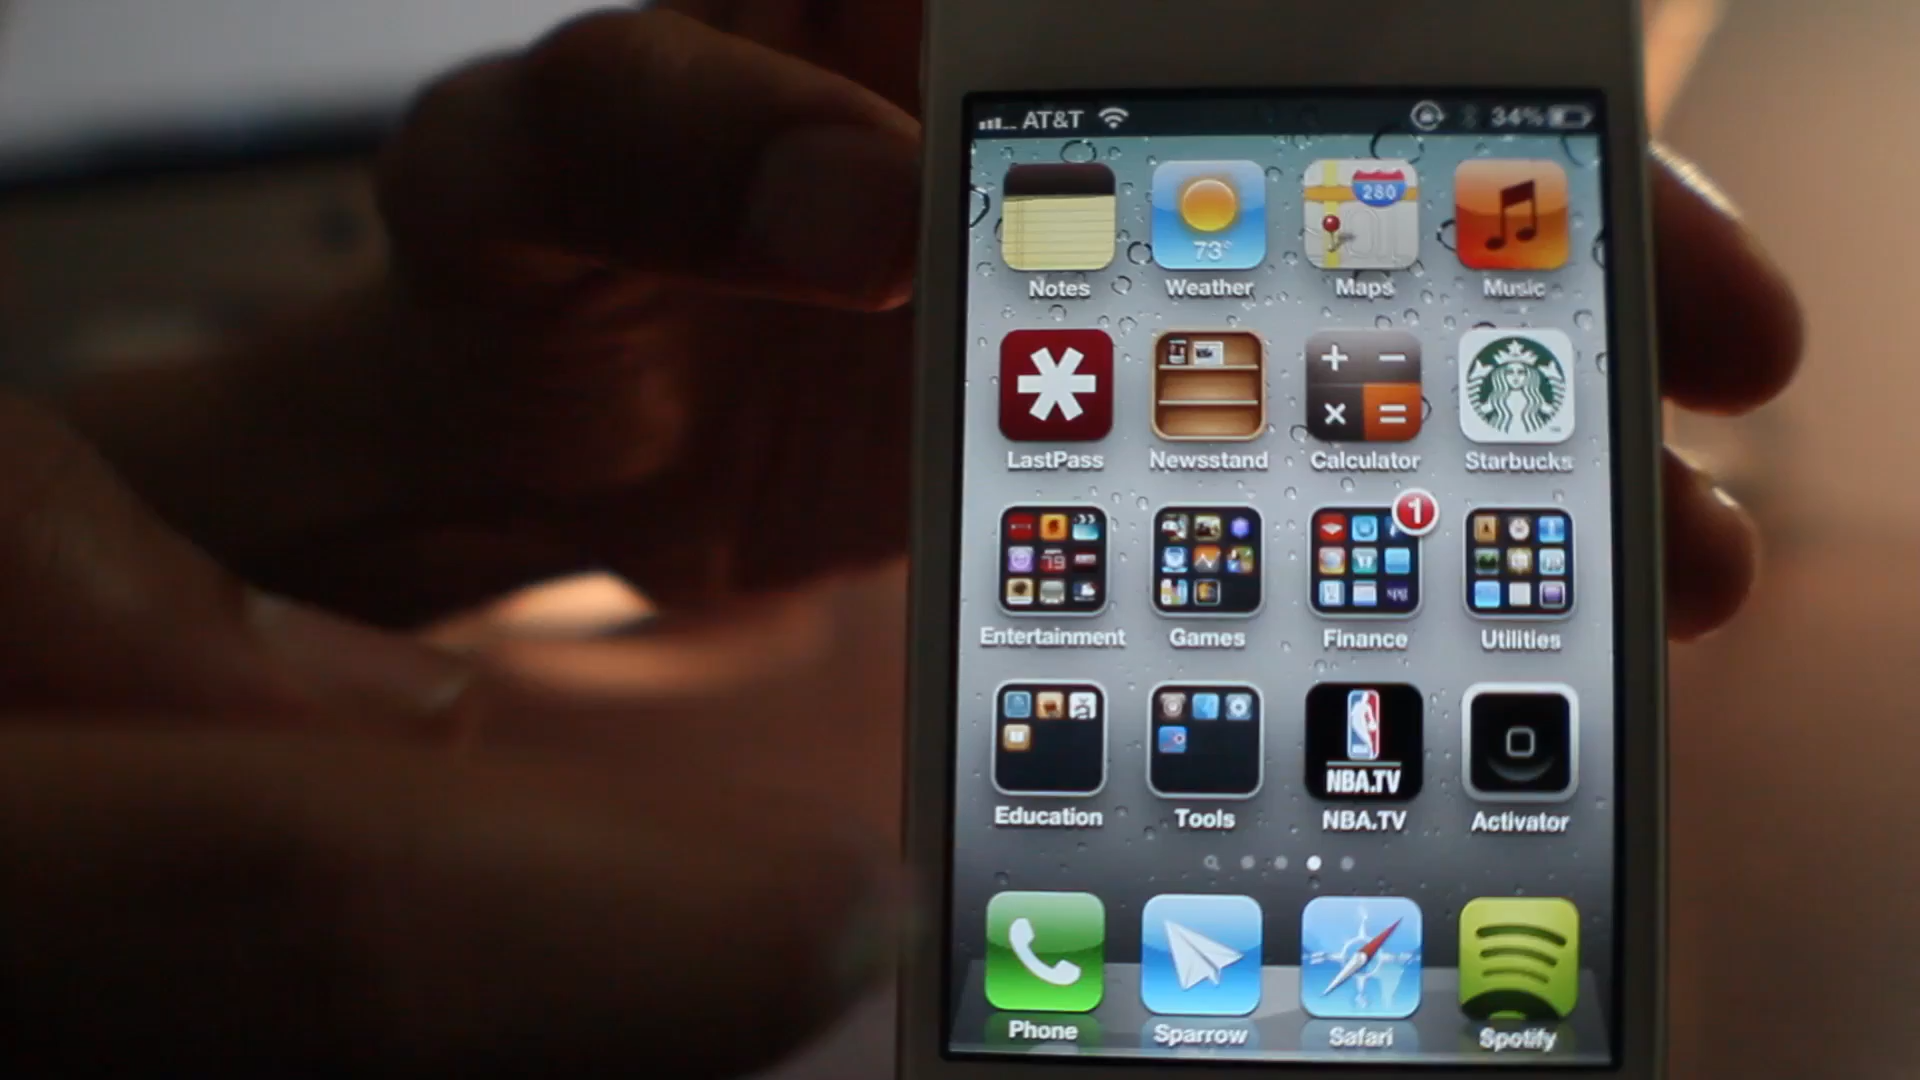 AT&T 34%
73° 280
Notes Weather Maps Music
LastPass Newsstand Calculator Starbucks
1
Entertainment Games Finance Utilities
NBA.TV
Education Tools NBA.TV Activator
Phone Sparrow Safari Spotify